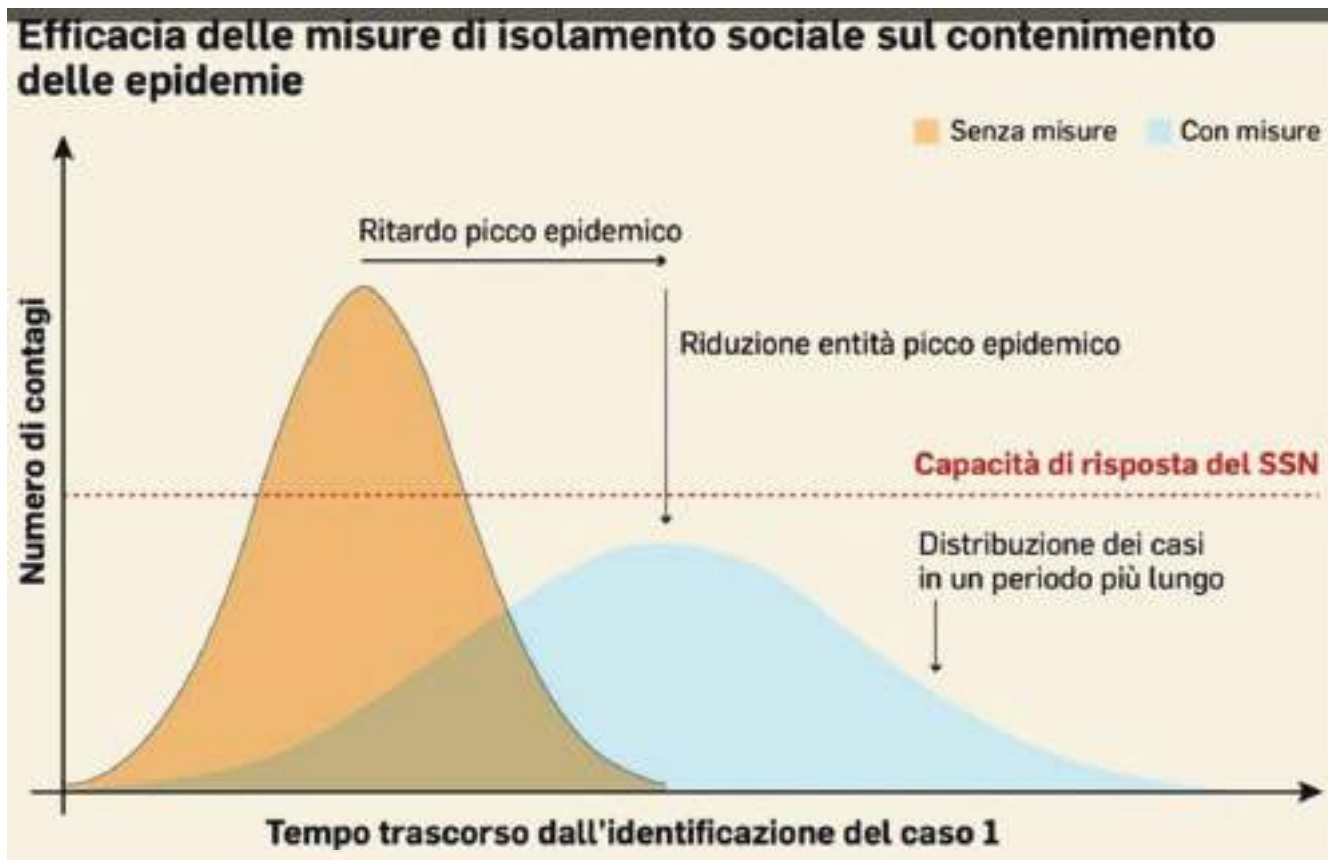 Efficacia delle misure di isolamento sociale sul contenimento
delle epidemie
Senza misure
Con misure
Ritardo picco epidemico
Riduzione entità picco epidemico
Capacità di risposta del SSN
Distribuzione dei casi
in un periodo più lungo
Numero di contagi
Tempo trascorso dall'identificazione del caso 1